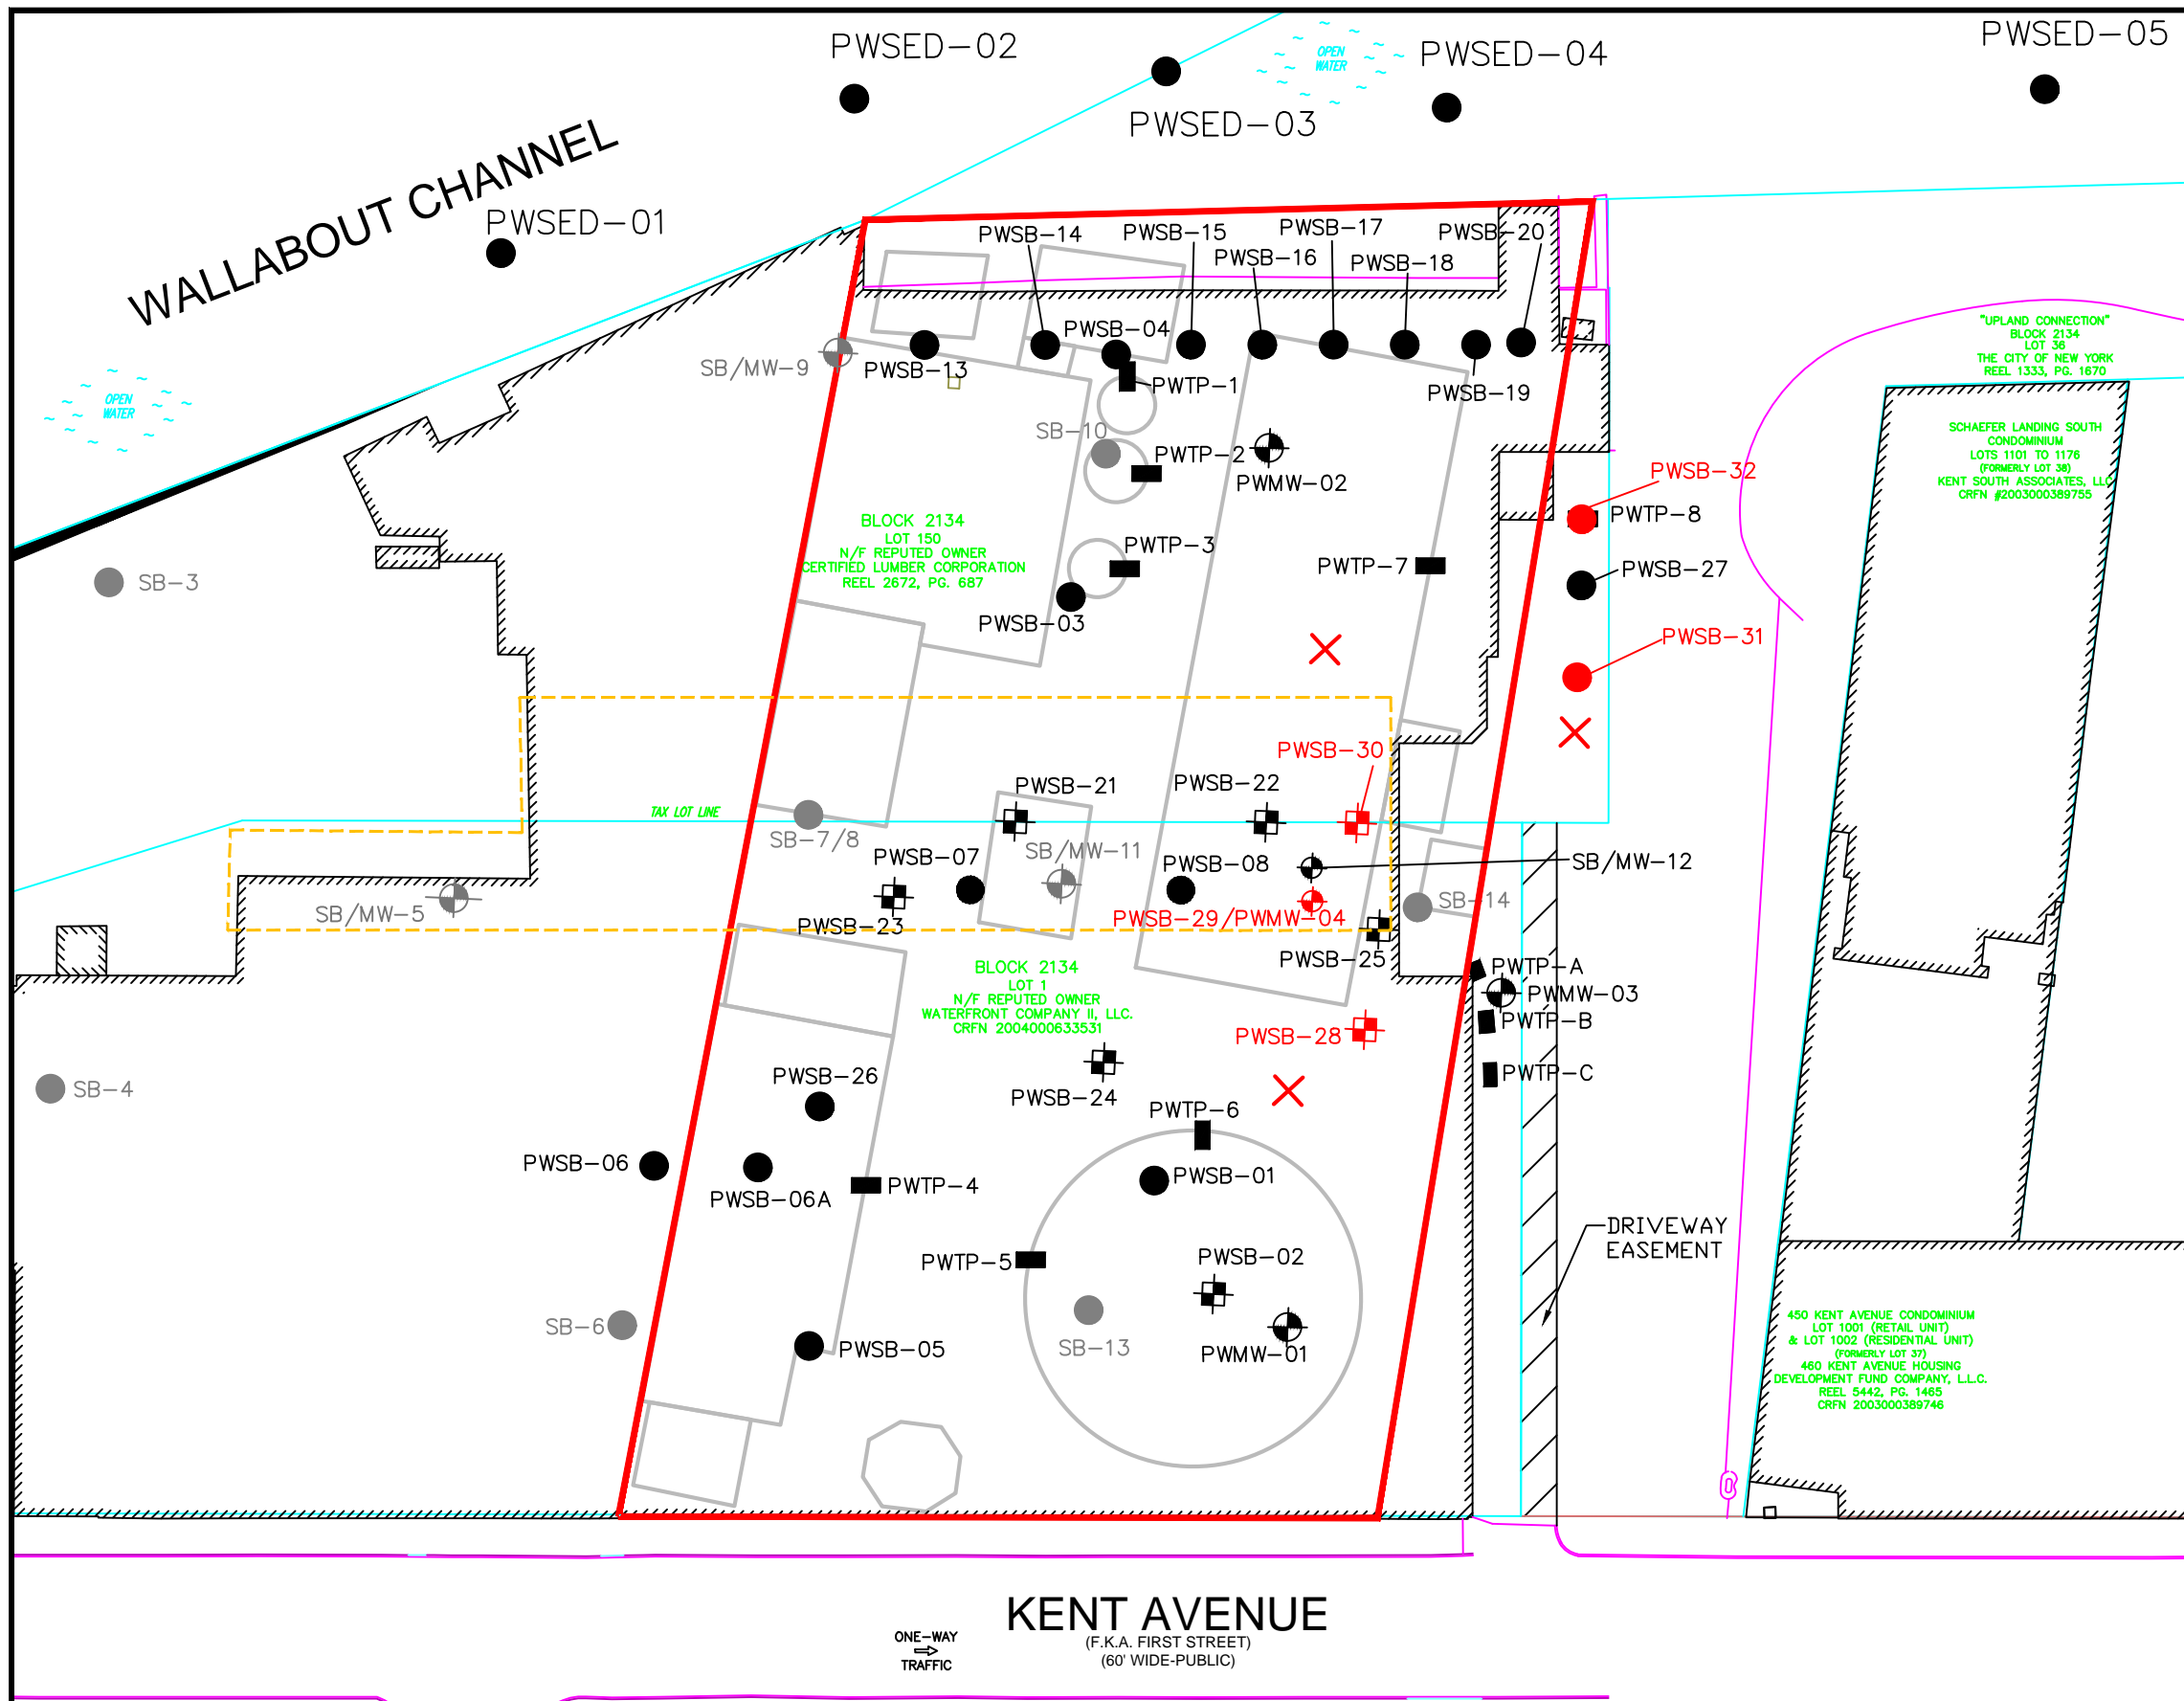 PWSED-02
PWSED-03
PWSED-04
PWSED-05
OPEN
WATER
WALLABOUT CHANNEL
PWSED-01
PWSB-14
PWSB-15
PWSB-16
PWSB-17
PWSB-18
PWSB-20
PWSB-04
SB/MW-9
PWSB-13
PWTP-1
PWSB-19
OPEN
WATER
"UPLAND CONNECTION"
BLOCK 2134
LOT 36
THE CITY OF NEW YORK
REEL 1333, PG. 1670
SCHAEFER LANDING SOUTH
CONDOMINIUM
LOTS 1101 TO 1176
(FORMERLY LOT 38)
KENT SOUTH ASSOCIATES, LLC
CRFN #2003000389755
SB-10
PWTP-2
PWMW-02
PWSB-32
PWTP-8
BLOCK 2134
LOT 150
N/F REPUTED OWNER
CERTIFIED LUMBER CORPORATION
REEL 2672, PG. 687
PWTP-3
PWTP-7
PWSB-27
SB-3
PWSB-03
PWSB-31
PWSB-30
PWSB-21
PWSB-22
TAX LOT LINE
SB-7/8
PWSB-07
SB/MW-11
PWSB-08
SB/MW-12
SB/MW-5
PWSB-23
PWSB-29/PWMW-04
SB-14
PWSB-25
PWTP-A
PWMW-03
PWTP-B
PWTP-C
BLOCK 2134
LOT 1
N/F REPUTED OWNER
WATERFRONT COMPANY II, LLC.
CRFN 2004000633531
PWSB-28
SB-4
PWSB-26
PWSB-24
PWTP-6
PWSB-06
PWSB-06A
PWTP-4
PWSB-01
DRIVEWAY
EASEMENT
PWTP-5
PWSB-02
SB-6
PWSB-05
SB-13
PWMW-01
450 KENT AVENUE CONDOMINIUM
LOT 1001 (RETAIL UNIT)
& LOT 1002 (RESIDENTIAL UNIT)
(FORMERLY LOT 37)
460 KENT AVENUE HOUSING
DEVELOPMENT FUND COMPANY, L.L.C.
REEL 5442, PG. 1465
CRFN 2003000389746
KENT AVENUE
(F.K.A. FIRST STREET)
(60' WIDE-PUBLIC)
ONE-WAY
TRAFFIC